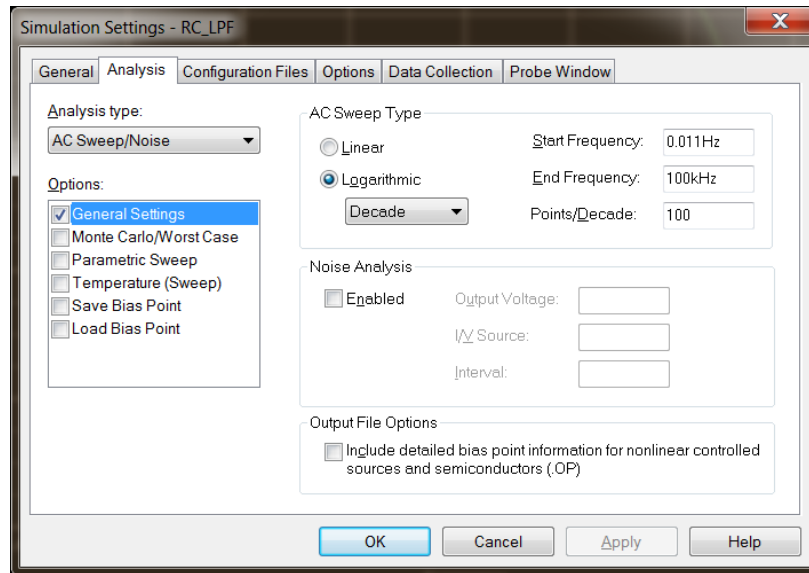 Simulation Settings - RC_LPF
General Analysis Configuration Files Options Data Collection Probe Window
Analysis type:
AC Sweep/Noise
Options:
General Settings
Monte Carlo/Worst Case
Parametric Sweep
Temperature (Sweep)
Save Bias Point
Load Bias Point
AC Sweep Type
Linear
Logarithmic
Decade
Start Frequency: 0.011Hz
End Frequency: 100kHz
Points/Decade: 100
Noise Analysis
Enabled
Output Voltage:
I/V Source:
Interval:
Output File Options
Include detailed bias point information for nonlinear controlled
sources and semiconductors (.OP)
OK Cancel Apply Help